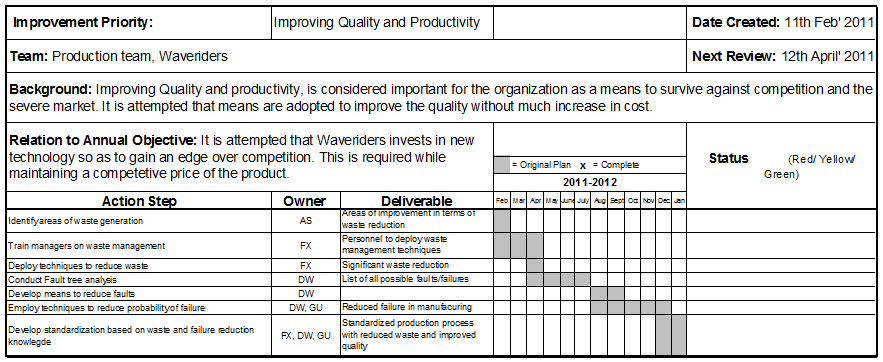 Improvement Priority: Improving Quality and Productivity Date Created: 11th Feb' 2011
Team: Production team, Waveriders Next Review: 12th April' 2011
Background: Improving Quality and productivity, is considered important for the organization as a means to survive against competition and the
severe market. It is attempted that means are adopted to improve the quality without much increase in cost.
Relation to Annual Objective: It is attempted that Waveriders invests in new
technology so as to gain an edge over competition. This is required while
maintaining a competetive price of the product.
= Original Plan x = Complete
2011-2012
Status (Red/ Yellow/
Green)
Action Step Owner Deliverable Feb Mar Apr May June July Aug Sept Oct Nov Dec Jan
Identify areas of waste generation AS Areas of improvement in terms of
waste reduction
Train managers on waste management FX Personnel to deploy waste
management techniques
Deploy techniques to reduce waste FX Significant waste reduction
Conduct Fault tree analysis DW List of all possible faults/failures
Develop means to reduce faults DW
Employ techniques to reduce probability of failure DW, GU Reduced failure in manufacuring
Develop standardization based on waste and failure reduction
knowlegde FX, DW, GU Standardized production process
with reduced waste and improved
quality